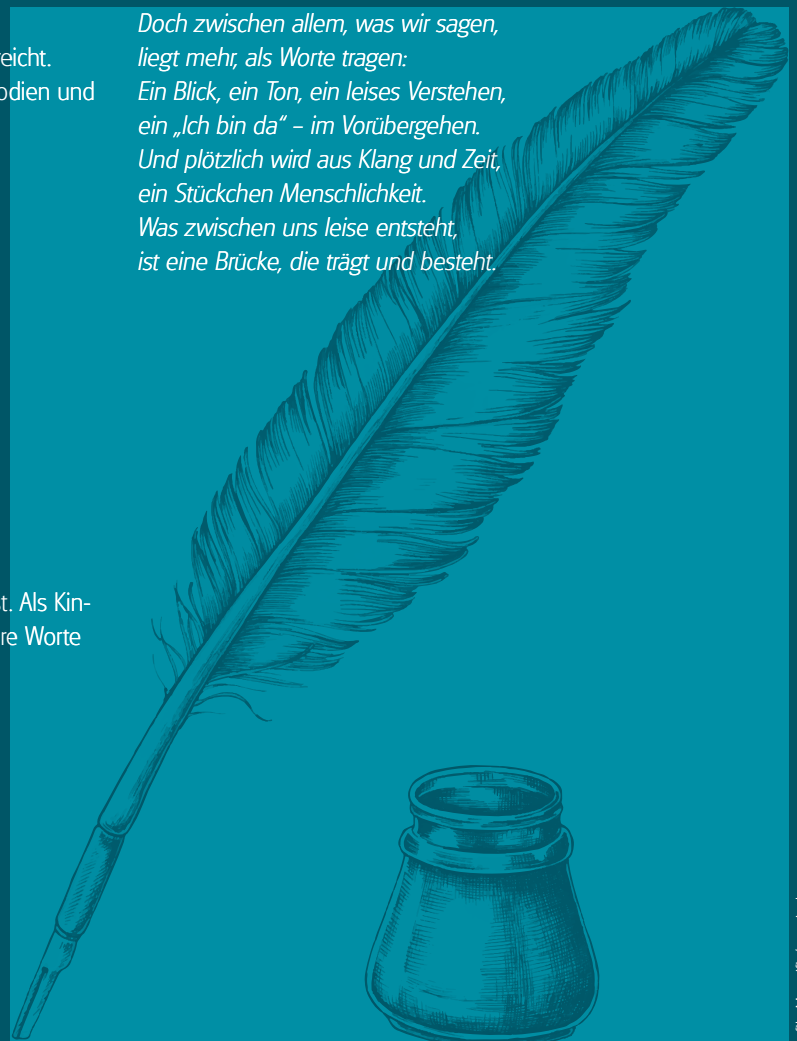 eicht.
odien und
t. Als Kin-
re Worte
Doch zwischen allem, was wir sagen,
liegt mehr, als Worte tragen:
Ein Blick, ein Ton, ein leises Verstehen,
ein „Ich bin da“ – im Vorübergehen.
Und plötzlich wird aus Klang und Zeit,
ein Stückchen Menschlichkeit.
Was zwischen uns leise entsteht,
ist eine Brücke, die trägt und besteht.